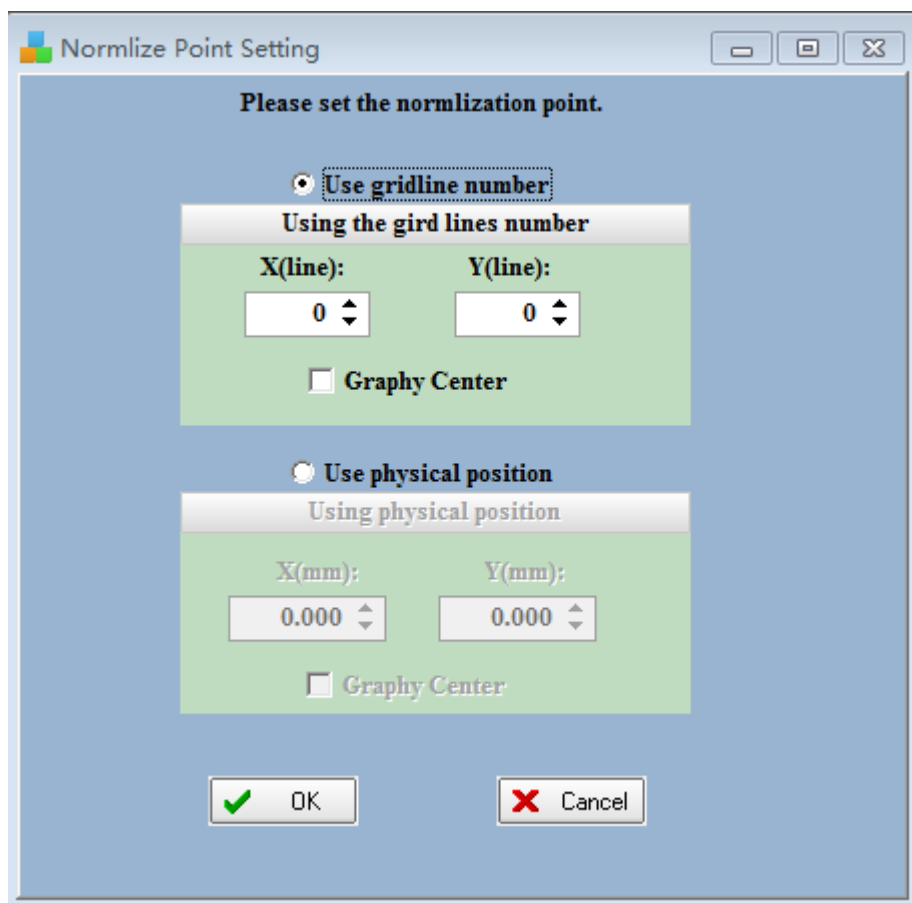 Normlize Point Setting
Please set the normlization point.
Use gridline number
Using the gird lines number
X(line): Y(line):
0 0
Graphy Center
Use physical position
Using physical position
X(mm): Y(mm):
0.000 0.000
Graphy Center
OK Cancel